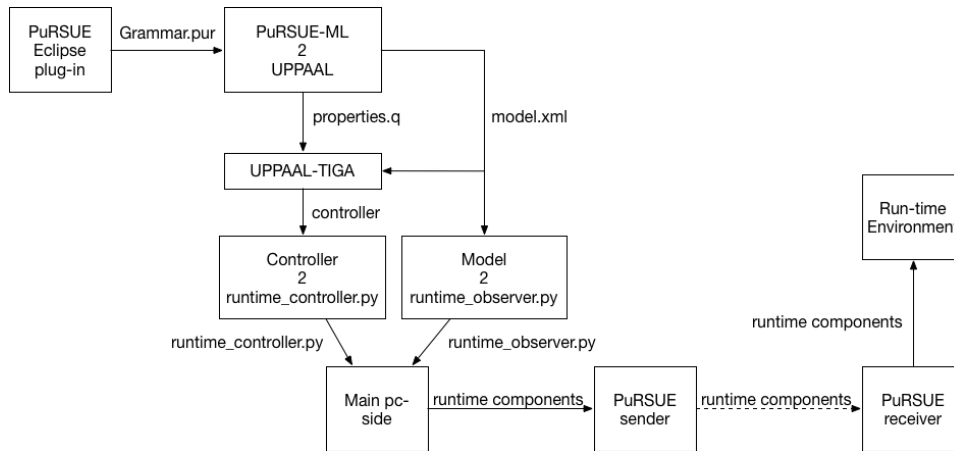 PuRSUE
Eclipse
plug-in
Grammar.pur
PuRSUE-ML
2
UPPAAL
properties.q
model.xml
UPPAAL-TIGA
controller
Controller
2
runtime_controller.py
Model
2
runtime_observer.py
Run-time
Environment
runtime_controller.py
runtime_observer.py
runtime components
Main pc-
side
runtime components
PuRSUE
sender
runtime components
PuRSUE
receiver